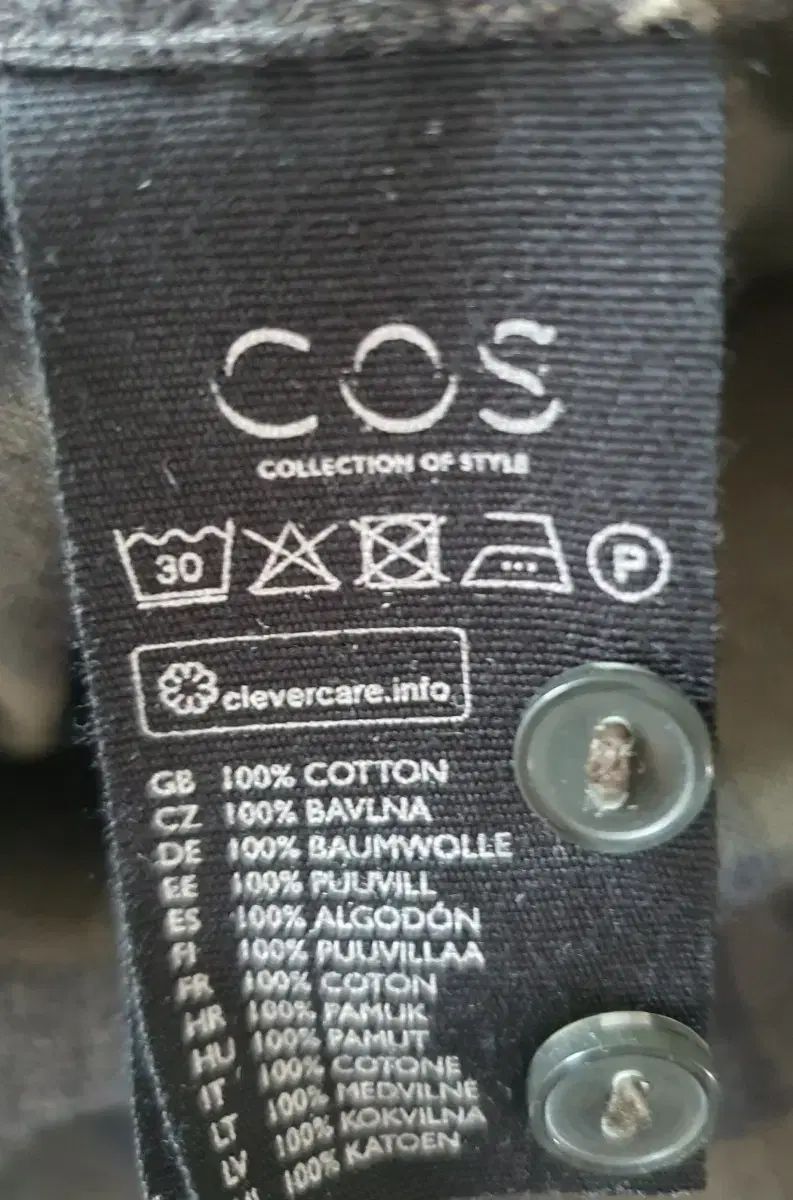 COS
COLLECTION OF STYLE
30 P
clevercare.info
GB 100% COTTON
CZ 100% BAVLNA
DE 100% BAUMWOLLE
EE 100% PUUVILL
ES 100% ALGODÓN
FI 100% PUUVILLAA
FR 100% COTON
HR 100% PAMUK
HU 100% PAMUT
IT 100% COTONE
LT 100% MEDVILNĖ
LV 100% KOKVILNA
100% KATOEN